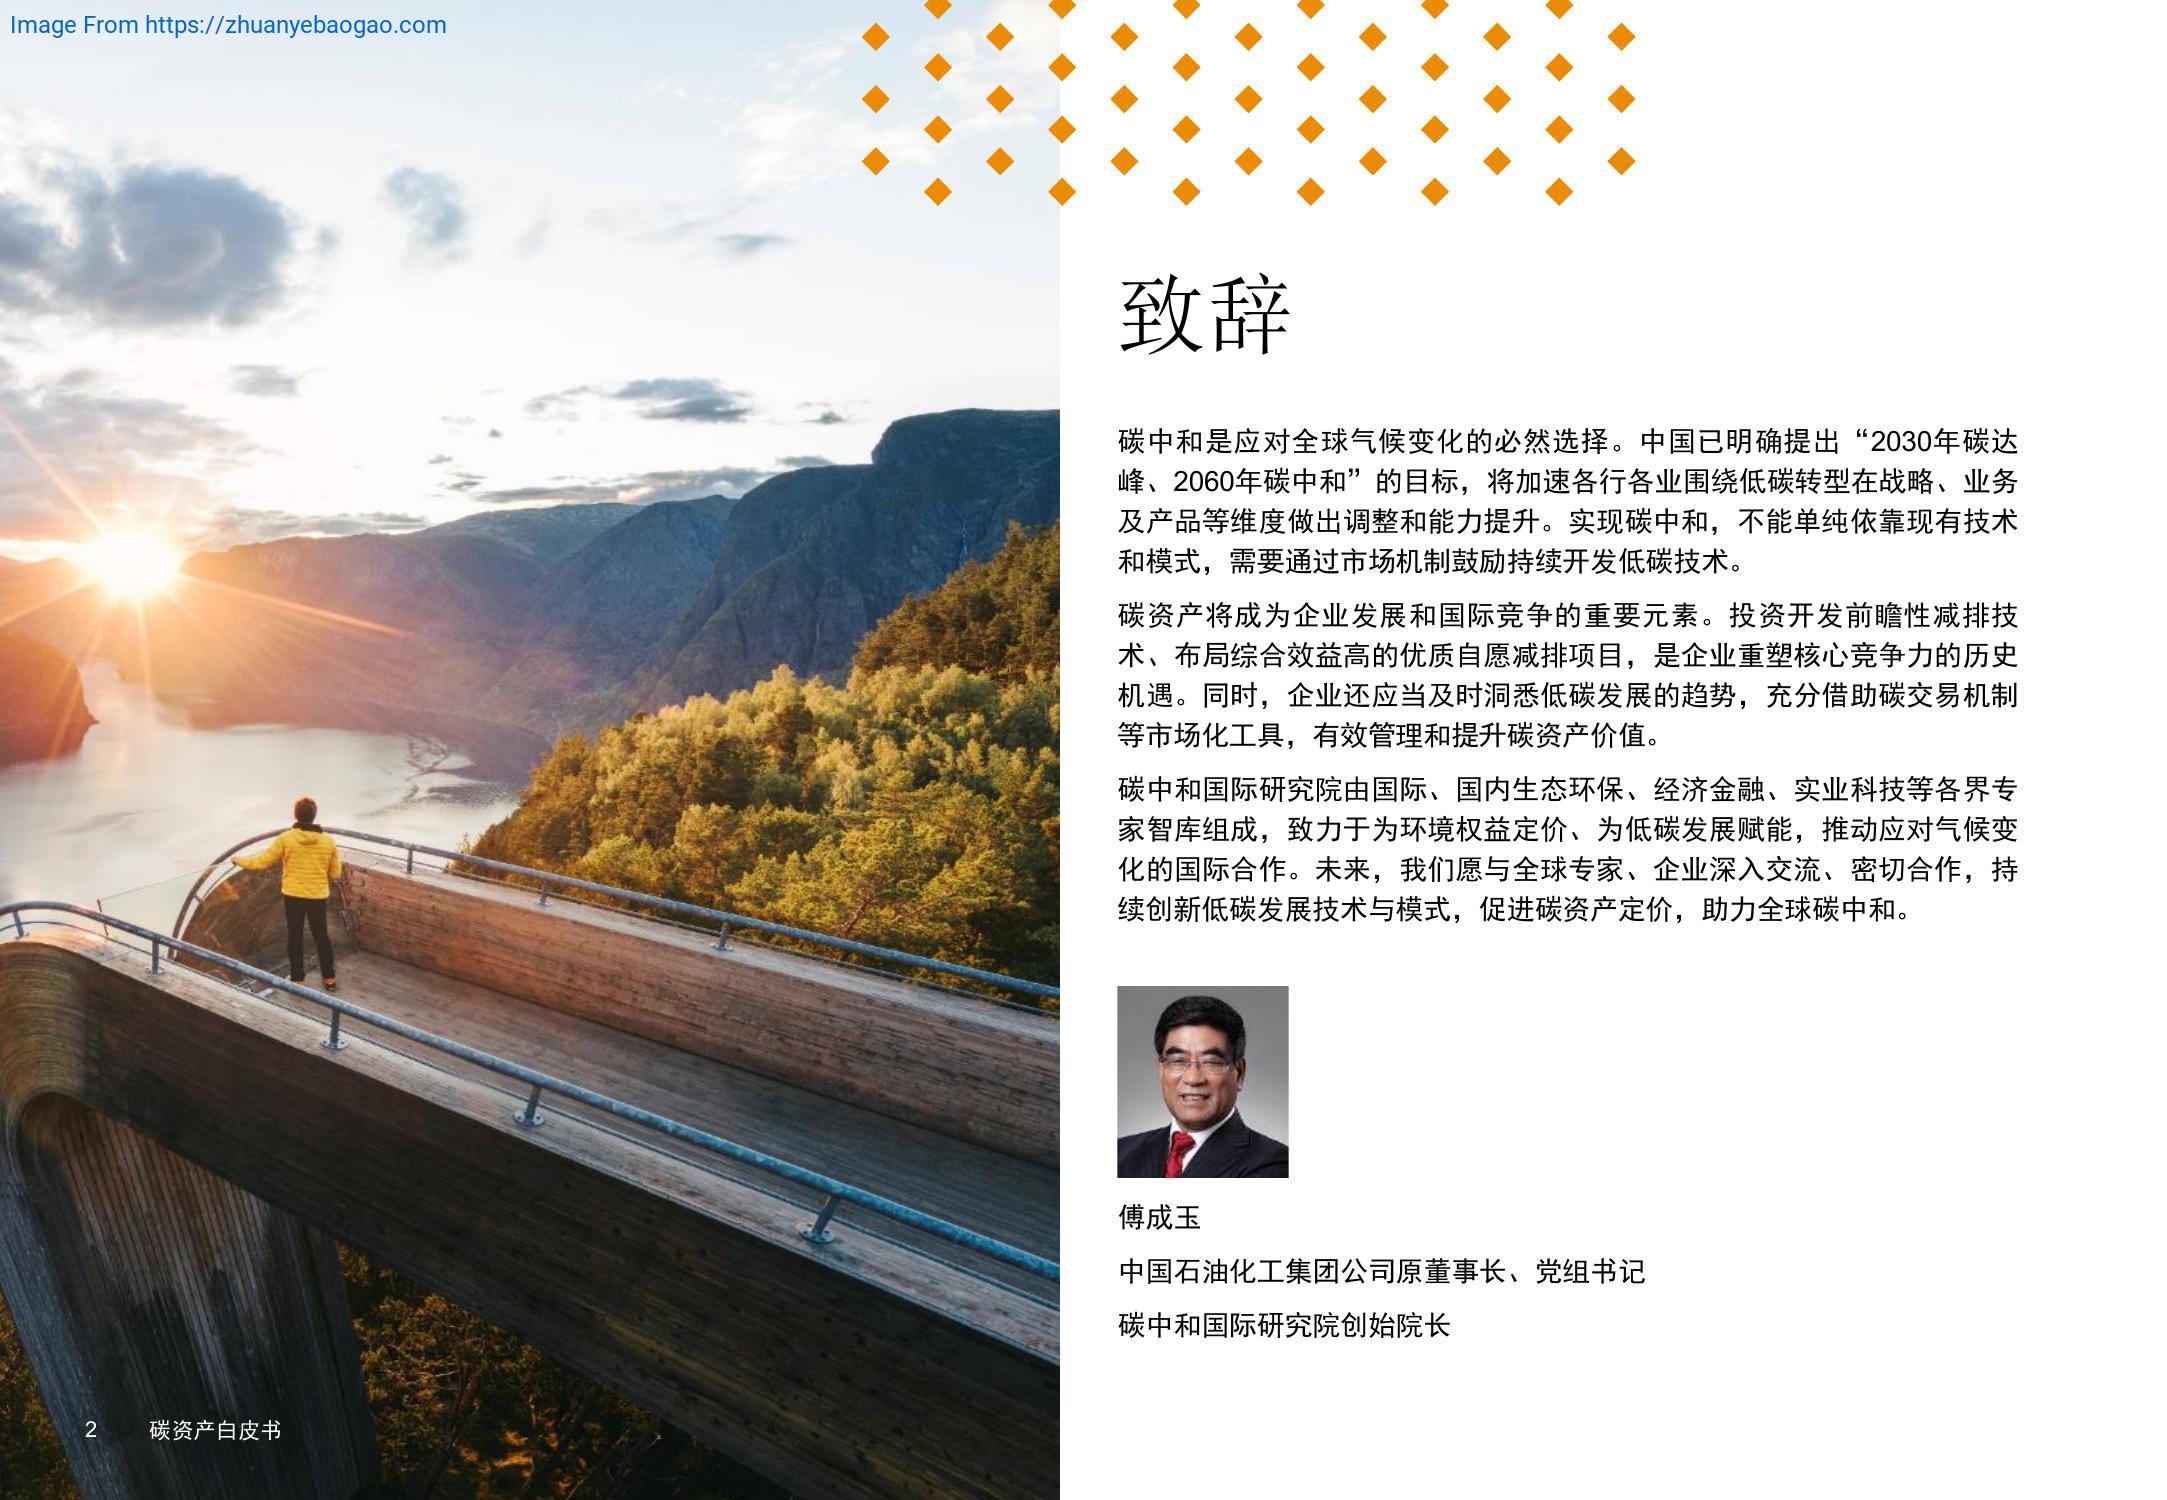 Image From https://zhuanyebaogao.com
致辞
碳中和是应对全球气候变化的必然选择。中国已明确提出“2030年碳达
峰、2060年碳中和”的目标，将加速各行各业围绕低碳转型在战略、业务
及产品等维度做出调整和能力提升。实现碳中和，不能单纯依靠现有技术
和模式，需要通过市场机制鼓励持续开发低碳技术。
碳资产将成为企业发展和国际竞争的重要元素。投资开发前瞻性减排技
术、布局综合效益高的优质自愿减排项目，是企业重塑核心竞争力的历史
机遇。同时，企业还应当及时洞悉低碳发展的趋势，充分借助碳交易机制
等市场化工具，有效管理和提升碳资产价值。
碳中和国际研究院由国际、国内生态环保、经济金融、实业科技等各界专
家智库组成，致力于为环境权益定价、为低碳发展赋能，推动应对气候变
化的国际合作。未来，我们愿与全球专家、企业深入交流、密切合作，持
续创新低碳发展技术与模式，促进碳资产定价，助力全球碳中和。
傅成玉
中国石油化工集团公司原董事长、党组书记
碳中和国际研究院创始院长
2 碳资产白皮书